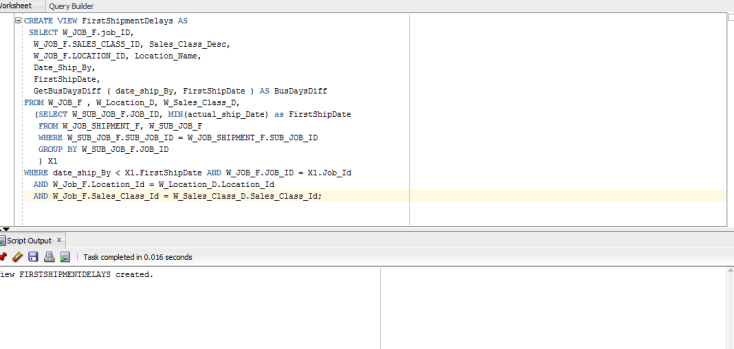 Worksheet Query Builder
CREATE VIEW FirstShipmentDelays AS
SELECT W_JOB_F.job_ID,
W_JOB_F.SALES_CLASS_ID, Sales_Class_Desc,
W_JOB_F.LOCATION_ID, Location_Name,
Date_Ship_By,
FirstShipDate,
GetBusDaysDiff ( date_ship_By, FirstShipDate ) AS BusDaysDiff
FROM W_JOB_F , W_Location_D, W_Sales_Class_D,
(SELECT W_SUB_JOB_F.JOB_ID, MIN(actual_ship_Date) as FirstShipDate
FROM W_JOB_SHIPMENT_F, W_SUB_JOB_F
WHERE W_SUB_JOB_F.SUB_JOB_ID = W_JOB_SHIPMENT_F.SUB_JOB_ID
GROUP BY W_SUB_JOB_F.JOB_ID
) X1
WHERE date_ship_By < X1.FirstShipDate AND W_JOB_F.JOB_ID = X1.Job_Id
AND W_Job_F.Location_Id = W_Location_D.Location_Id
AND W_Job_F.Sales_Class_Id = W_Sales_Class_D.Sales_Class_Id;
Script Output x
Task completed in 0.016 seconds
iew FIRSTSHIPMENTDELAYS created.